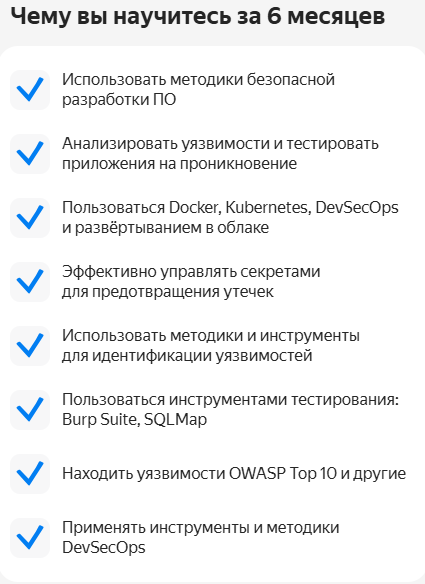 Чему вы научитесь за 6 месяцев
Использовать методики безопасной
разработки ПО
Анализировать уязвимости и тестировать
приложения на проникновение
Пользоваться Docker, Kubernetes, DevSecOps
и развёртыванием в облаке
Эффективно управлять секретами
для предотвращения утечек
Использовать методики и инструменты
для идентификации уязвимостей
Пользоваться инструментами тестирования:
Burp Suite, SQLMap
Находить уязвимости OWASP Top 10 и другие
Применять инструменты и методики
DevSecOps